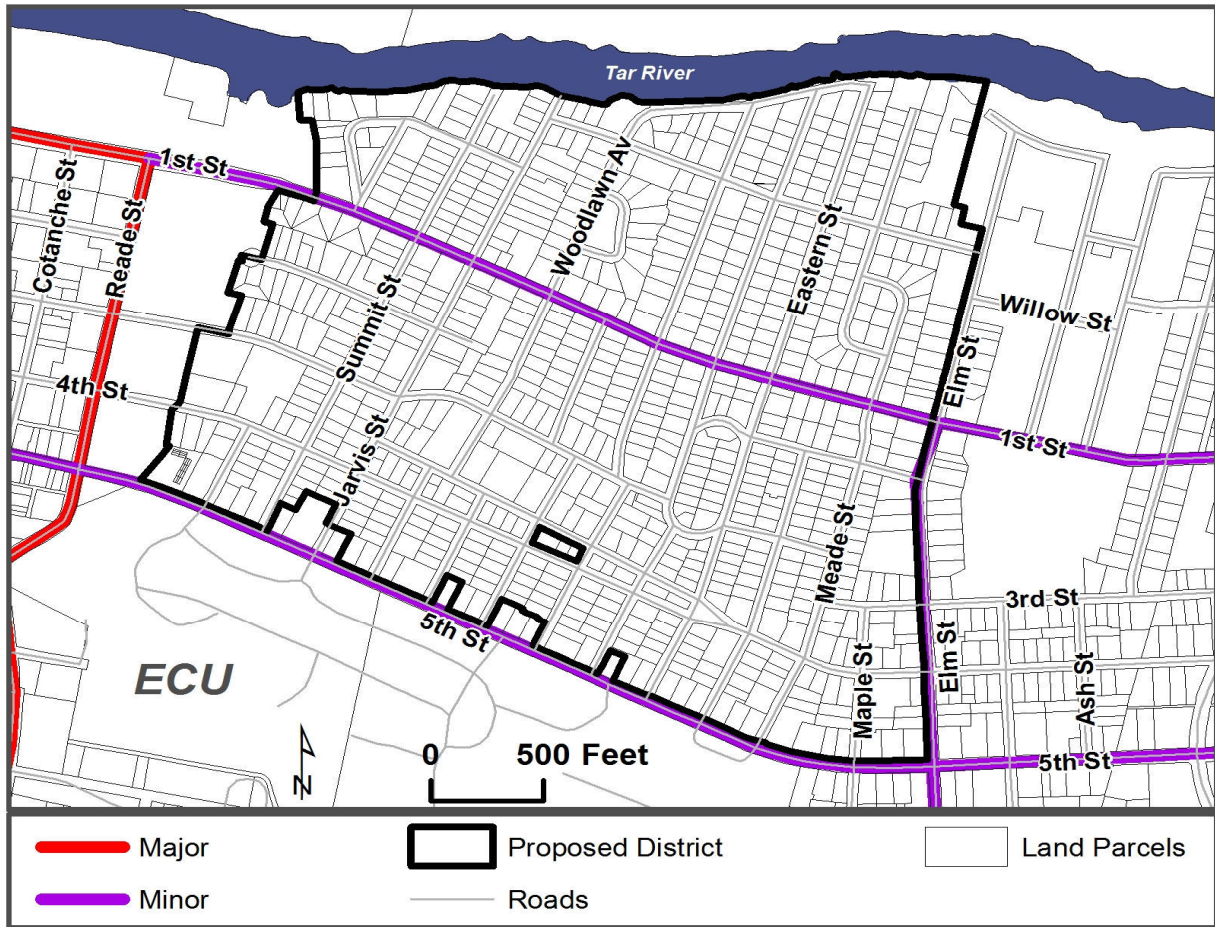 Tar River
1st St
Cotanche St
Reade St
Woodlawn Av
Eastern St
Summit St
Willow St
Elm St
4th St
Jarvis St
1st St
Meade St
3rd St
5th St
Maple St
Elm St
Ash St
ECU
N
0 500 Feet
5th St
Major
Proposed District
Land Parcels
Minor
Roads